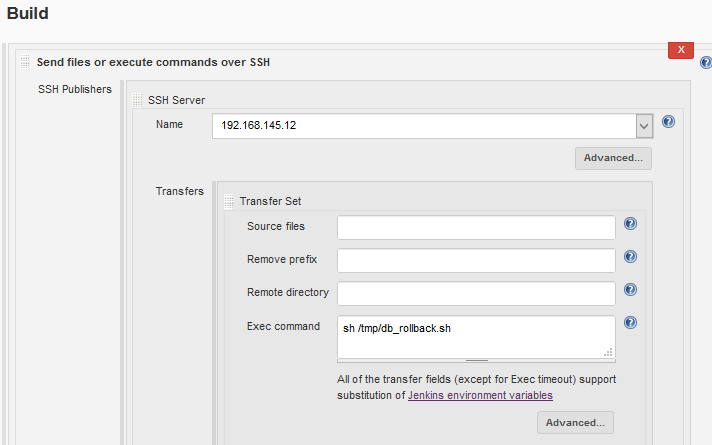 Build
X
Send files or execute commands over SSH
SSH Publishers
SSH Server
Name 192.168.145.12
Advanced...
Transfers
Transfer Set
Source files
Remove prefix
Remote directory
Exec command sh /tmp/db_rollback.sh
All of the transfer fields (except for Exec timeout) support
substitution of Jenkins environment variables
Advanced...